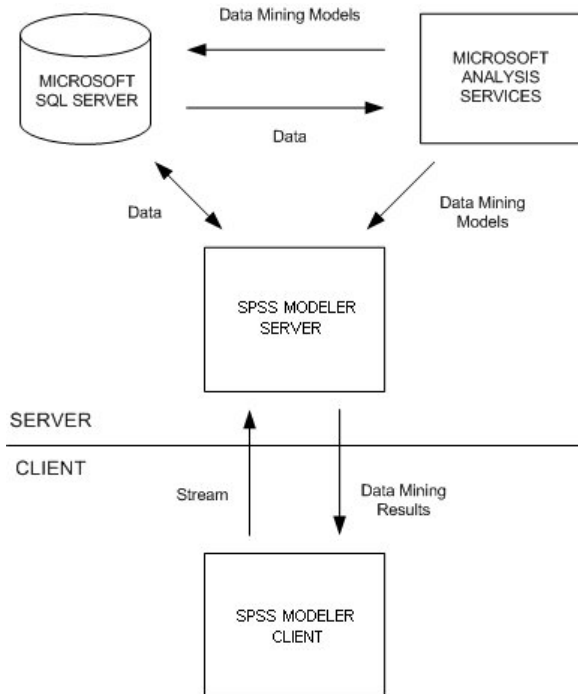 Data Mining Models
MICROSOFT
SQL SERVER
MICROSOFT
ANALYSIS
SERVICES
Data
Data
Data Mining
Models
SPSS MODELER
SERVER
SERVER
CLIENT
Stream
Data Mining
Results
SPSS MODELER
CLIENT